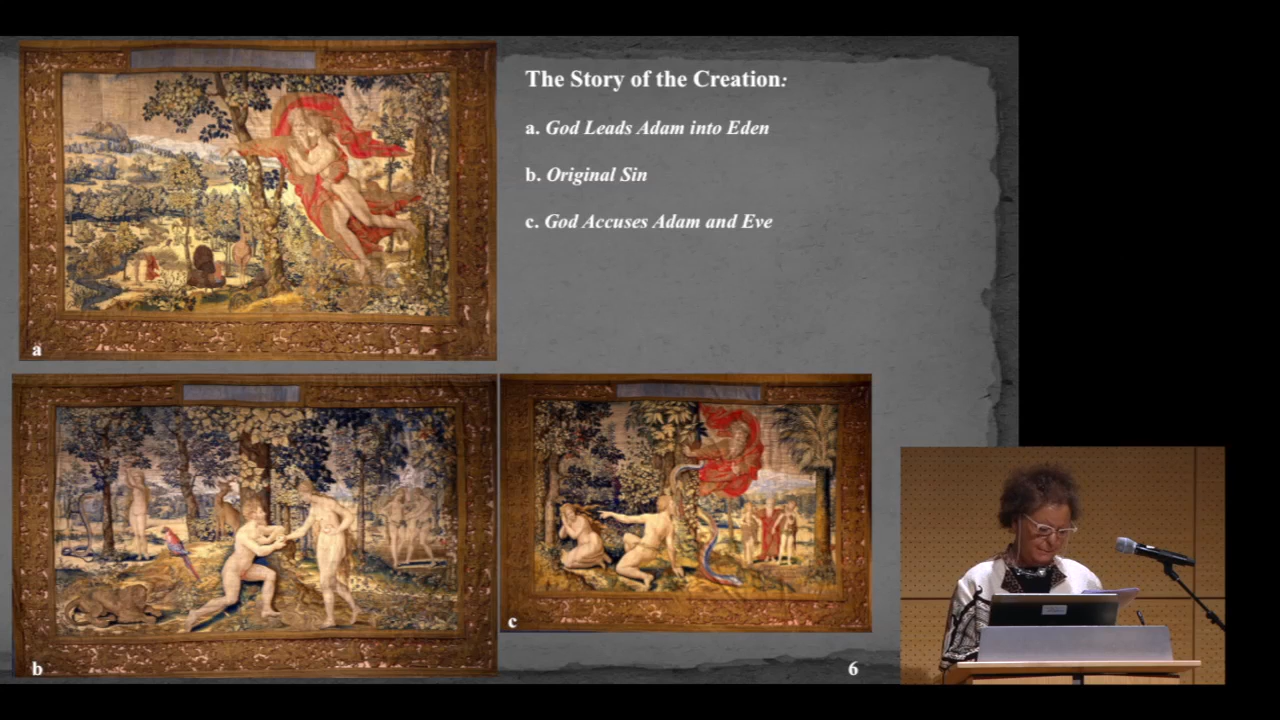 The Story of the Creation:
a. God Leads Adam into Eden
b. Original Sin
c. God Accuses Adam and Eve
a
b
c
6